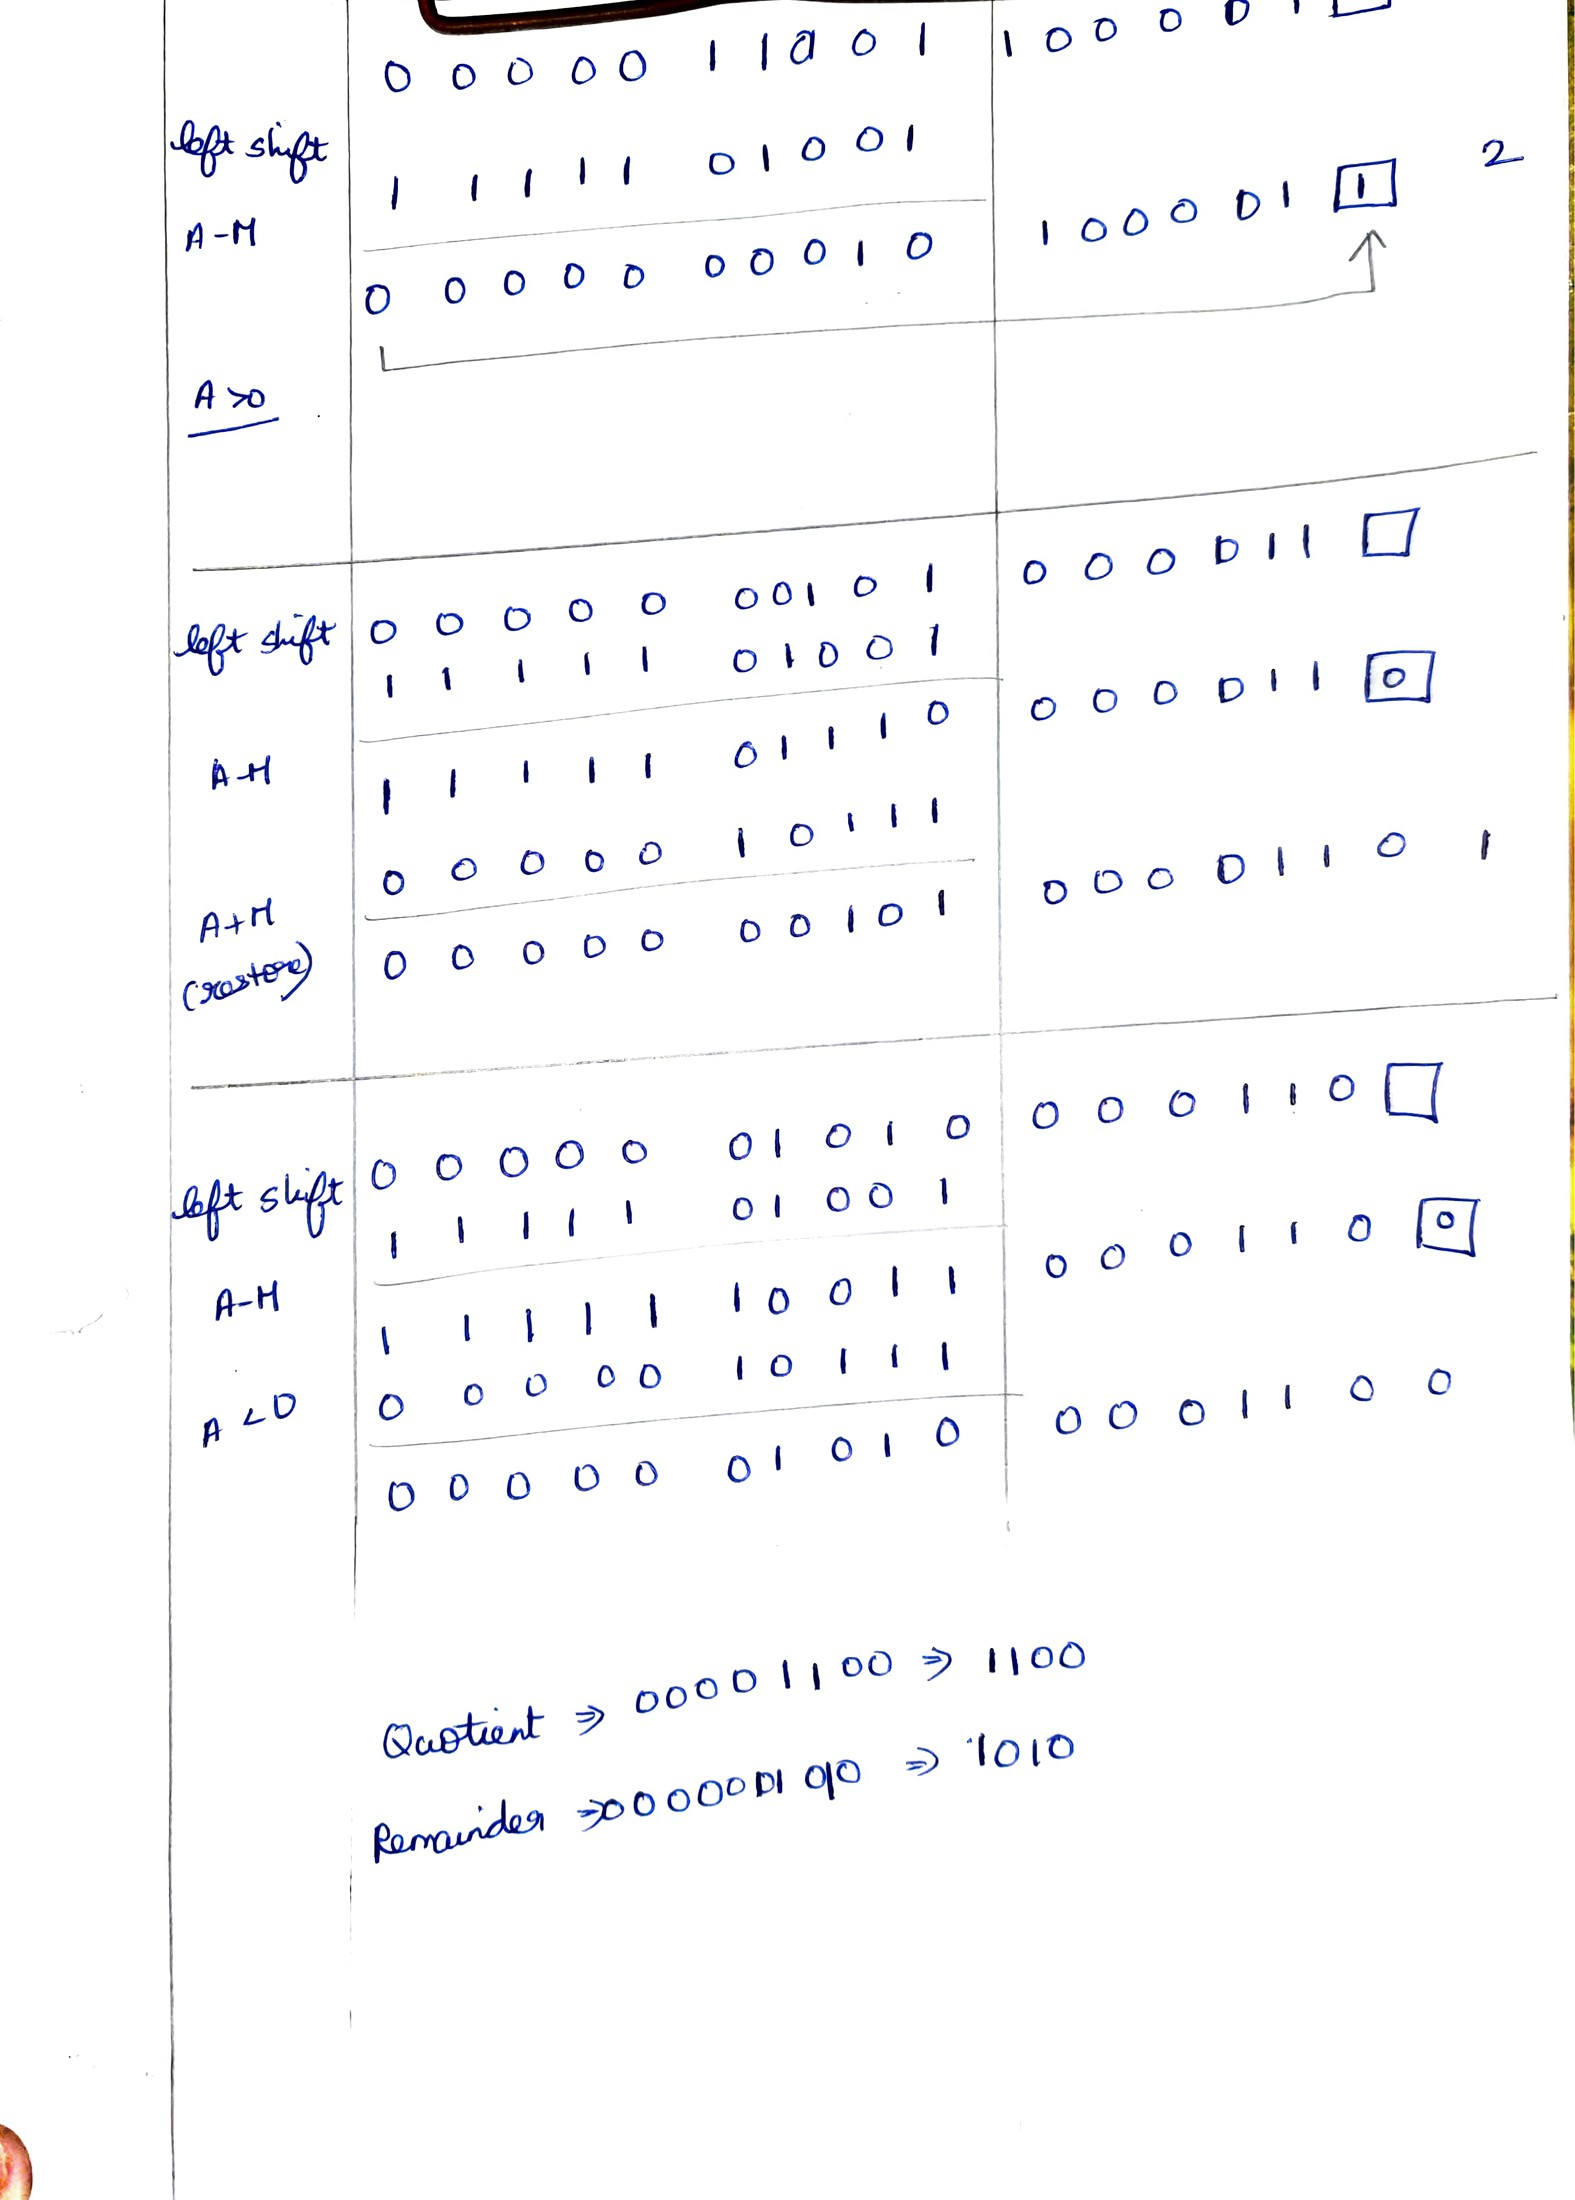 0 0 0 0 0 1 1 0 0 1 1 0 0 0 0 1
left shift 1 1 1 1 1 0 1 0 0 1
A-M 0 0 0 0 0 0 0 0 1 0 1 0 0 0 0 1 1 2
A >0
left shift 0 0 0 0 0 0 0 1 0 1 0 0 0 0 1 1
1 1 1 1 1 0 1 0 0 1
A-M 1 1 1 1 1 0 1 1 1 0 0 0 0 0 1 1 0
0 0 0 0 0 1 0 1 1 1
A+M 0 0 0 0 0 0 0 1 0 1 0 0 0 0 1 1 0 1
(restore)
left shift 0 0 0 0 0 0 1 0 1 0 0 0 0 1 1 0
1 1 1 1 1 0 1 0 0 1
A-M 1 1 1 1 1 1 0 0 1 1 0 0 0 1 1 0 0
A <0 0 0 0 0 0 1 0 1 1 1
0 0 0 0 0 0 1 0 1 0 0 0 0 1 1 0 0
Quotient ⇒ 00001100 ⇒ 1100
Remainder ⇒0000001010 ⇒ 1010